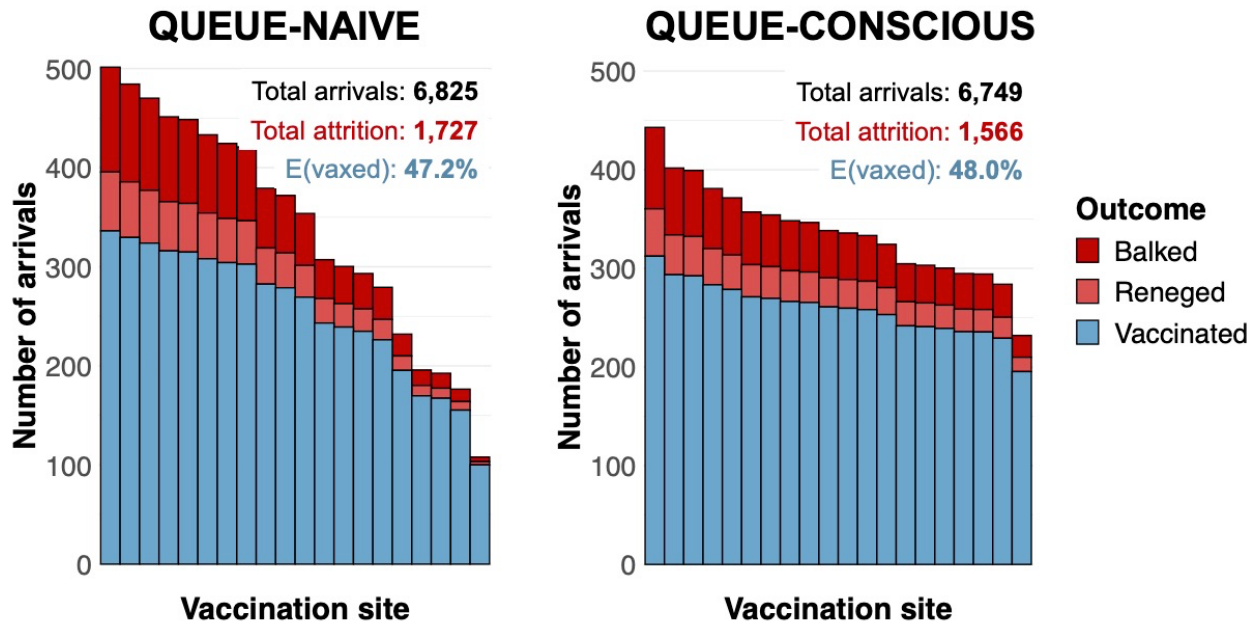 QUEUE-NAIVE
500
400
300
200
100
0
Number of arrivals
Total arrivals: 6,825
Total attrition: 1,727
E(vaxed): 47.2%
Vaccination site
QUEUE-CONSCIOUS
500
400
300
200
100
0
Number of arrivals
Total arrivals: 6,749
Total attrition: 1,566
E(vaxed): 48.0%
Vaccination site
Outcome
Balked
Reneged
Vaccinated